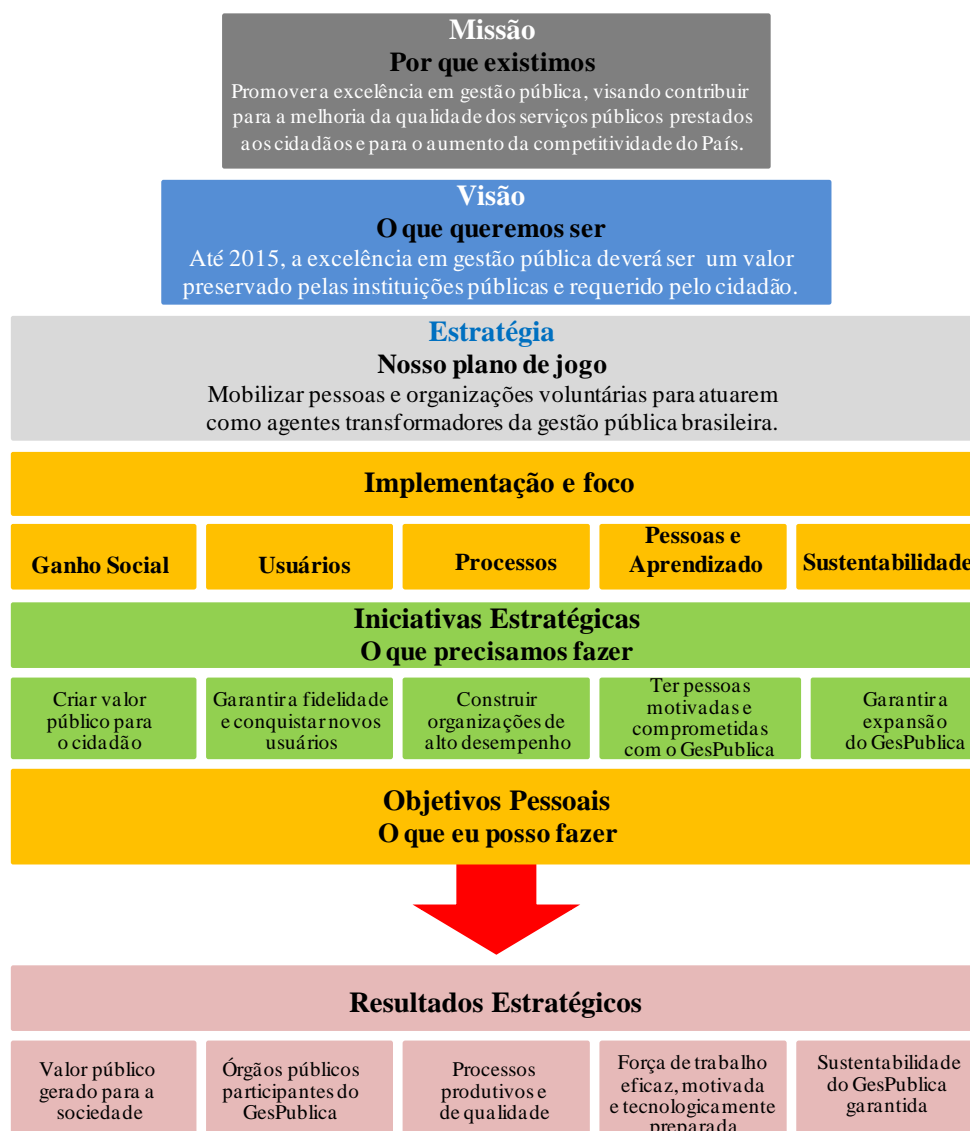 Missão
Por que existimos
Promover a excelência em gestão pública, visando contribuir
para a melhoria da qualidade dos serviços públicos prestados
aos cidadãos e para o aumento da competitividade do País.
Visão
O que queremos ser
Até 2015, a excelência em gestão pública deverá ser um valor
preservado pelas instituições públicas e requerido pelo cidadão.
Estratégia
Nosso plano de jogo
Mobilizar pessoas e organizações voluntárias para atuarem
como agentes transformadores da gestão pública brasileira.
Implementação e foco
Ganho Social
Usuários
Processos
Pessoas e
Aprendizado
Sustentabilidade
Iniciativas Estratégicas
O que precisamos fazer
Criar valor
público para
o cidadão
Garantir a fidelidade
e conquistar novos
usuários
Construir
organizações de
alto desempenho
Ter pessoas
motivadas e
comprometidas
com o GesPublica
Garantir a
expansão
do GesPublica
Objetivos Pessoais
O que eu posso fazer
Resultados Estratégicos
Valor público
gerado para a
sociedade
Órgãos públicos
participantes do
GesPublica
Processos
produtivos e
de qualidade
Força de trabalho
eficaz, motivada
e tecnologicamente
preparada
Sustentabilidade
do GesPublica
garantida